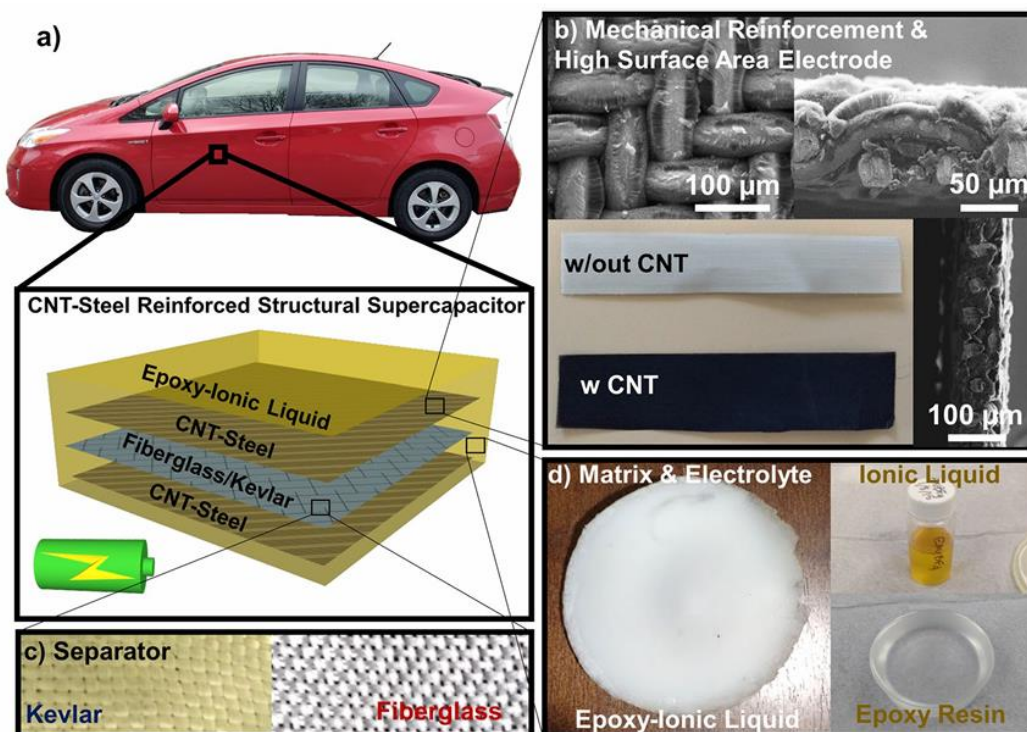 a)
CNT-Steel Reinforced Structural Supercapacitor
Epoxy-Ionic Liquid
CNT-Steel
Fiberglass/Kevlar
CNT-Steel
b) Mechanical Reinforcement &
High Surface Area Electrode
100 µm
50 µm
w/out CNT
w CNT
100 µm
c) Separator
Kevlar
Fiberglass
d) Matrix & Electrolyte
Ionic Liquid
Epoxy-Ionic Liquid
Epoxy Resin